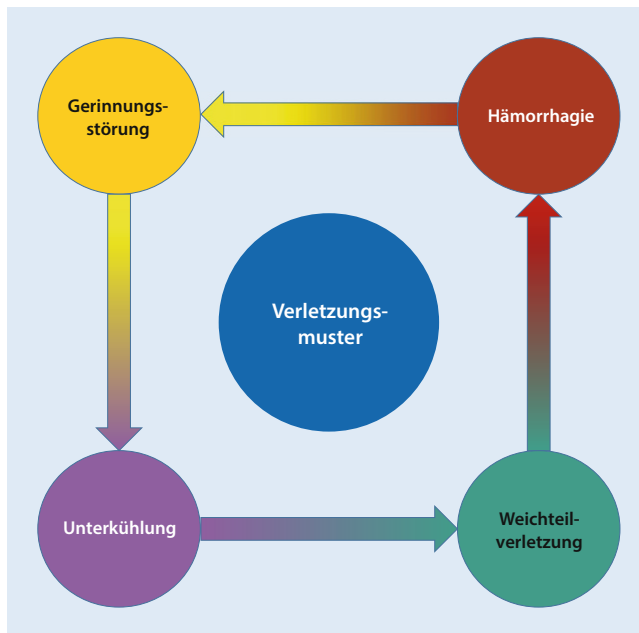 Gerinnungs-
störung
Hämorrhagie
Verletzungs-
muster
Unterkühlung
Weichteil-
verletzung